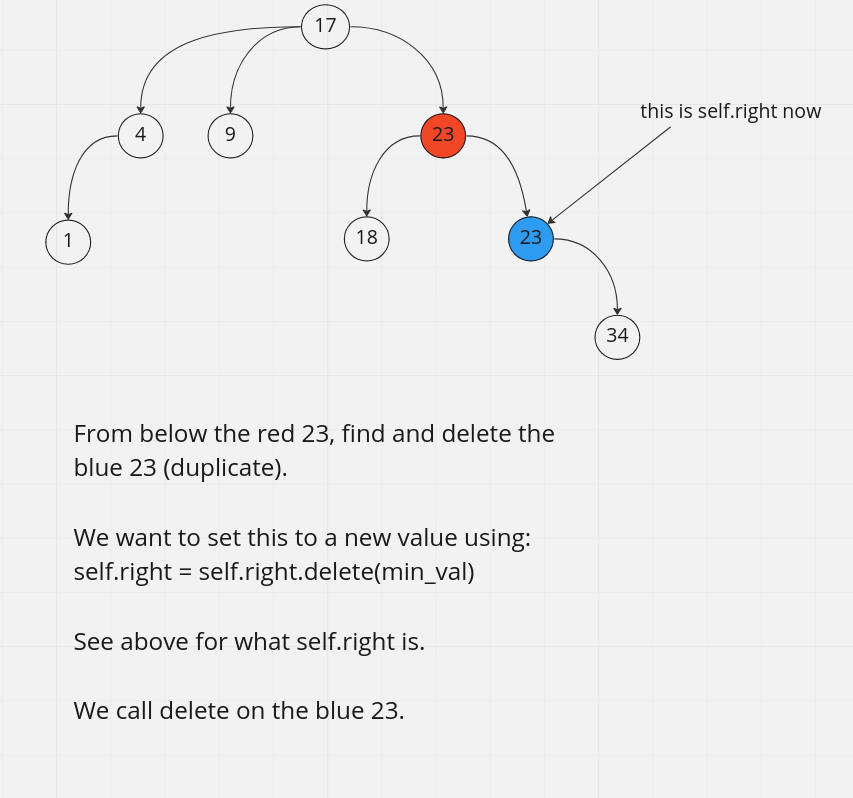 17
this is self.right now
4
9
23
1
18
23
34
From below the red 23, find and delete the
blue 23 (duplicate).
We want to set this to a new value using:
self.right = self.right.delete(min_val)
See above for what self.right is.
We call delete on the blue 23.